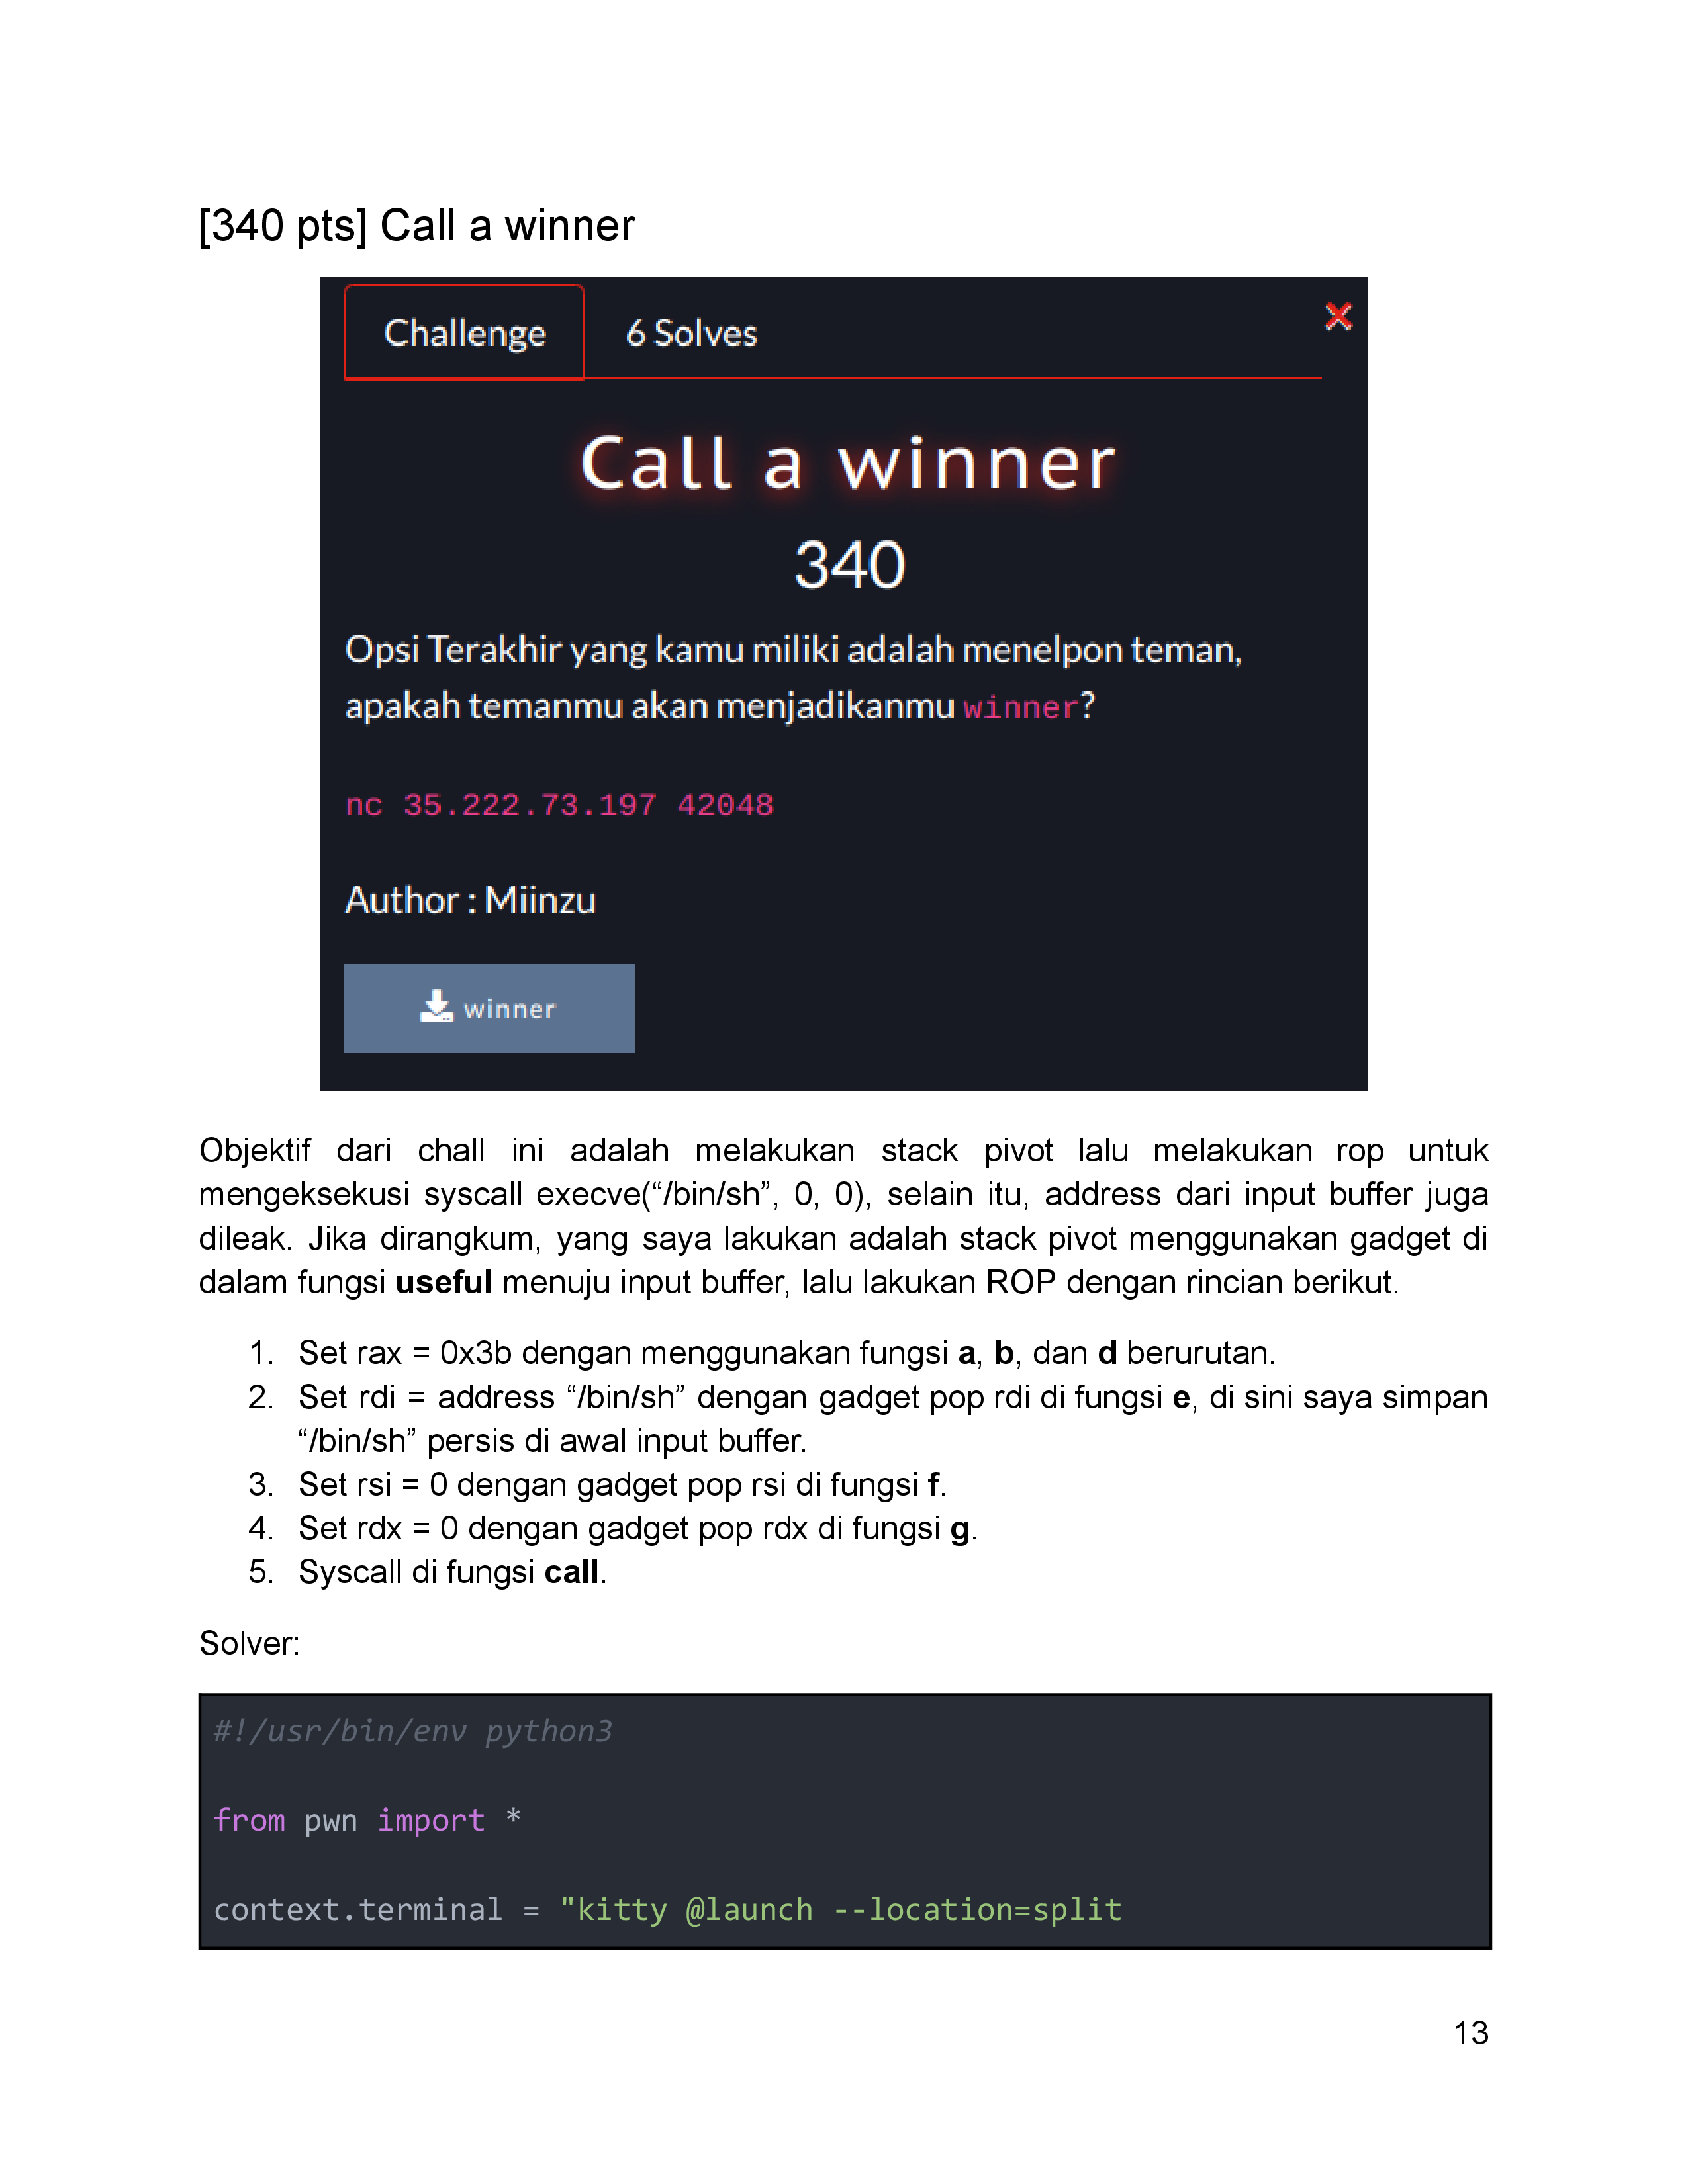 [340 pts] Call a winner
Challenge
6 Solves
Call a winner
340
Opsi Terakhir yang kamu miliki adalah menelpon teman,
apakah temanmu akan menjadikanmu winner?
nc 35.222.73.197 42048
Author : Miinzu
winner
Objektif dari chall ini adalah melakukan stack pivot lalu melakukan rop untuk
mengeksekusi syscall execve(“/bin/sh”, 0, 0), selain itu, address dari input buffer juga
dileak. Jika dirangkum, yang saya lakukan adalah stack pivot menggunakan gadget di
dalam fungsi useful menuju input buffer, lalu lakukan ROP dengan rincian berikut.
1. Set rax = 0x3b dengan menggunakan fungsi a, b, dan d berurutan.
2. Set rdi = address “/bin/sh” dengan gadget pop rdi di fungsi e, di sini saya simpan
“/bin/sh” persis di awal input buffer.
3. Set rsi = 0 dengan gadget pop rsi di fungsi f.
4. Set rdx = 0 dengan gadget pop rdx di fungsi g.
5. Syscall di fungsi call.
Solver:
#!/usr/bin/env python3
from pwn import *
context.terminal = "kitty @launch --location=split
13